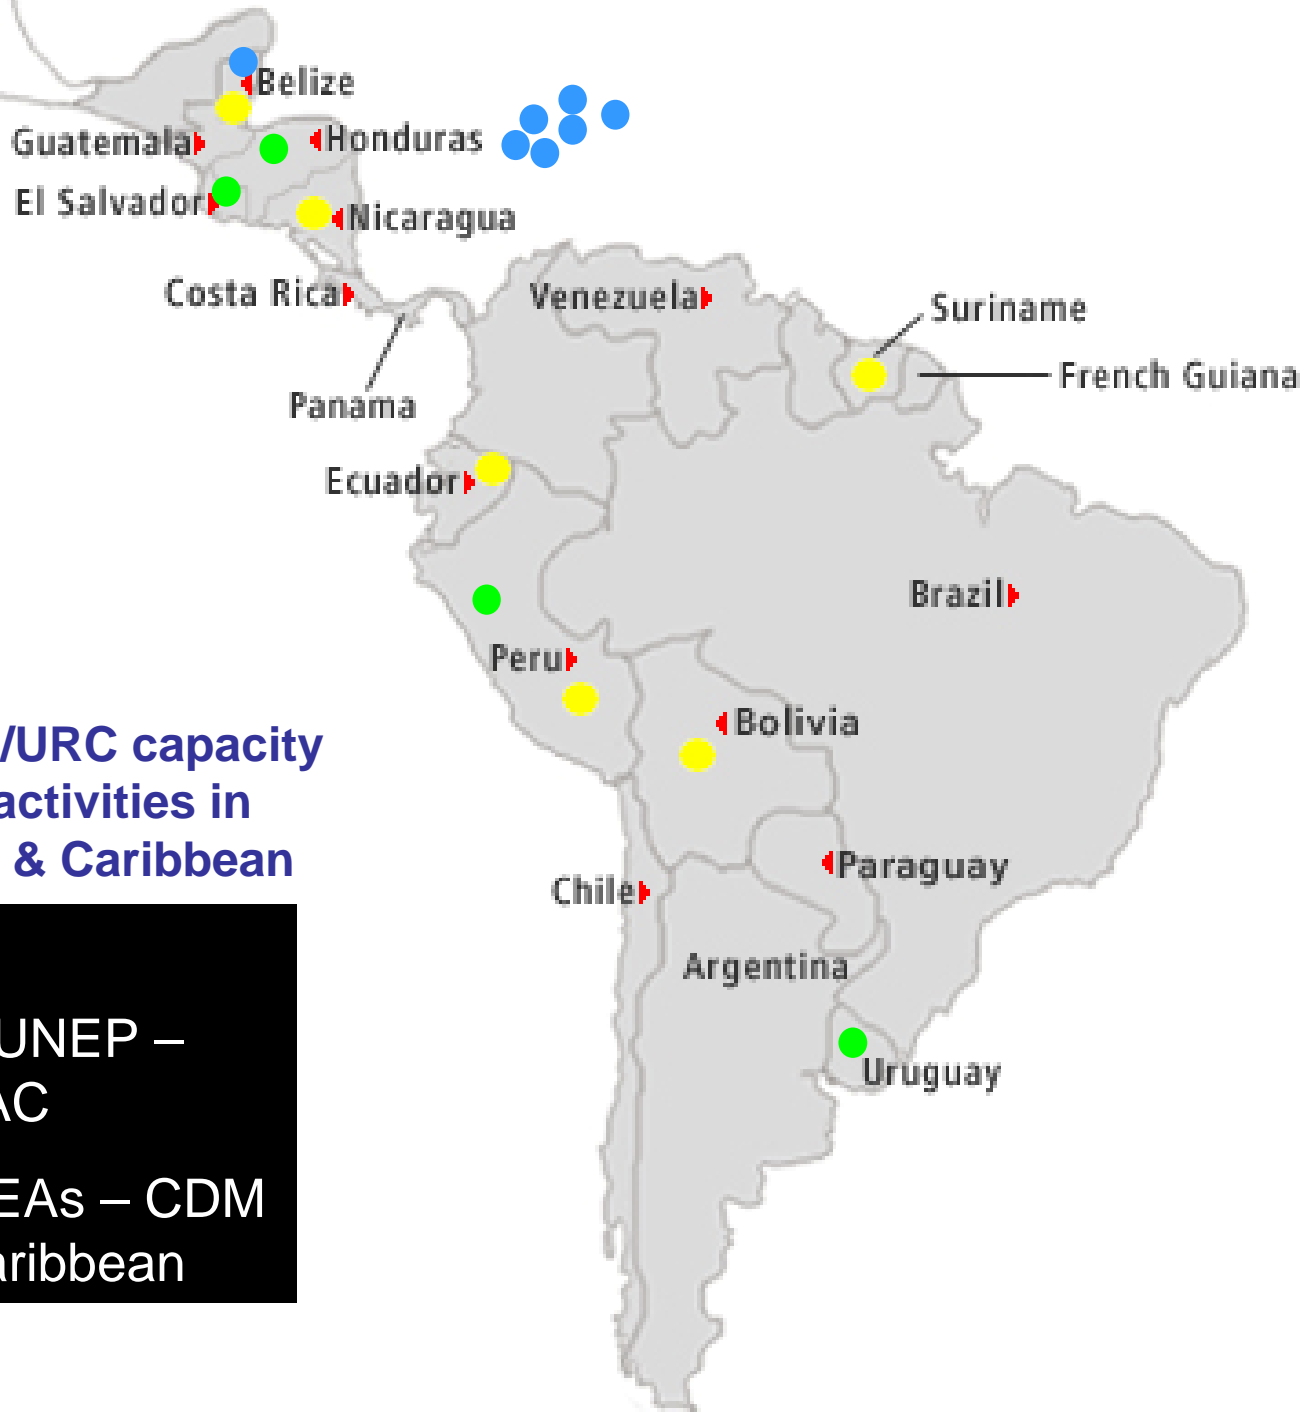 Belize
Guatemala
Honduras
El Salvador
Nicaragua
Costa Rica
Venezuela
Suriname
French Guiana
Panama
Ecuador
Brazil
Peru
/URC capacity
Bolivia
activities in
& Caribbean
Paraguay
Chile
Argentina
UNEP –
AC
Uruguay
EAs – CDM
aribbean